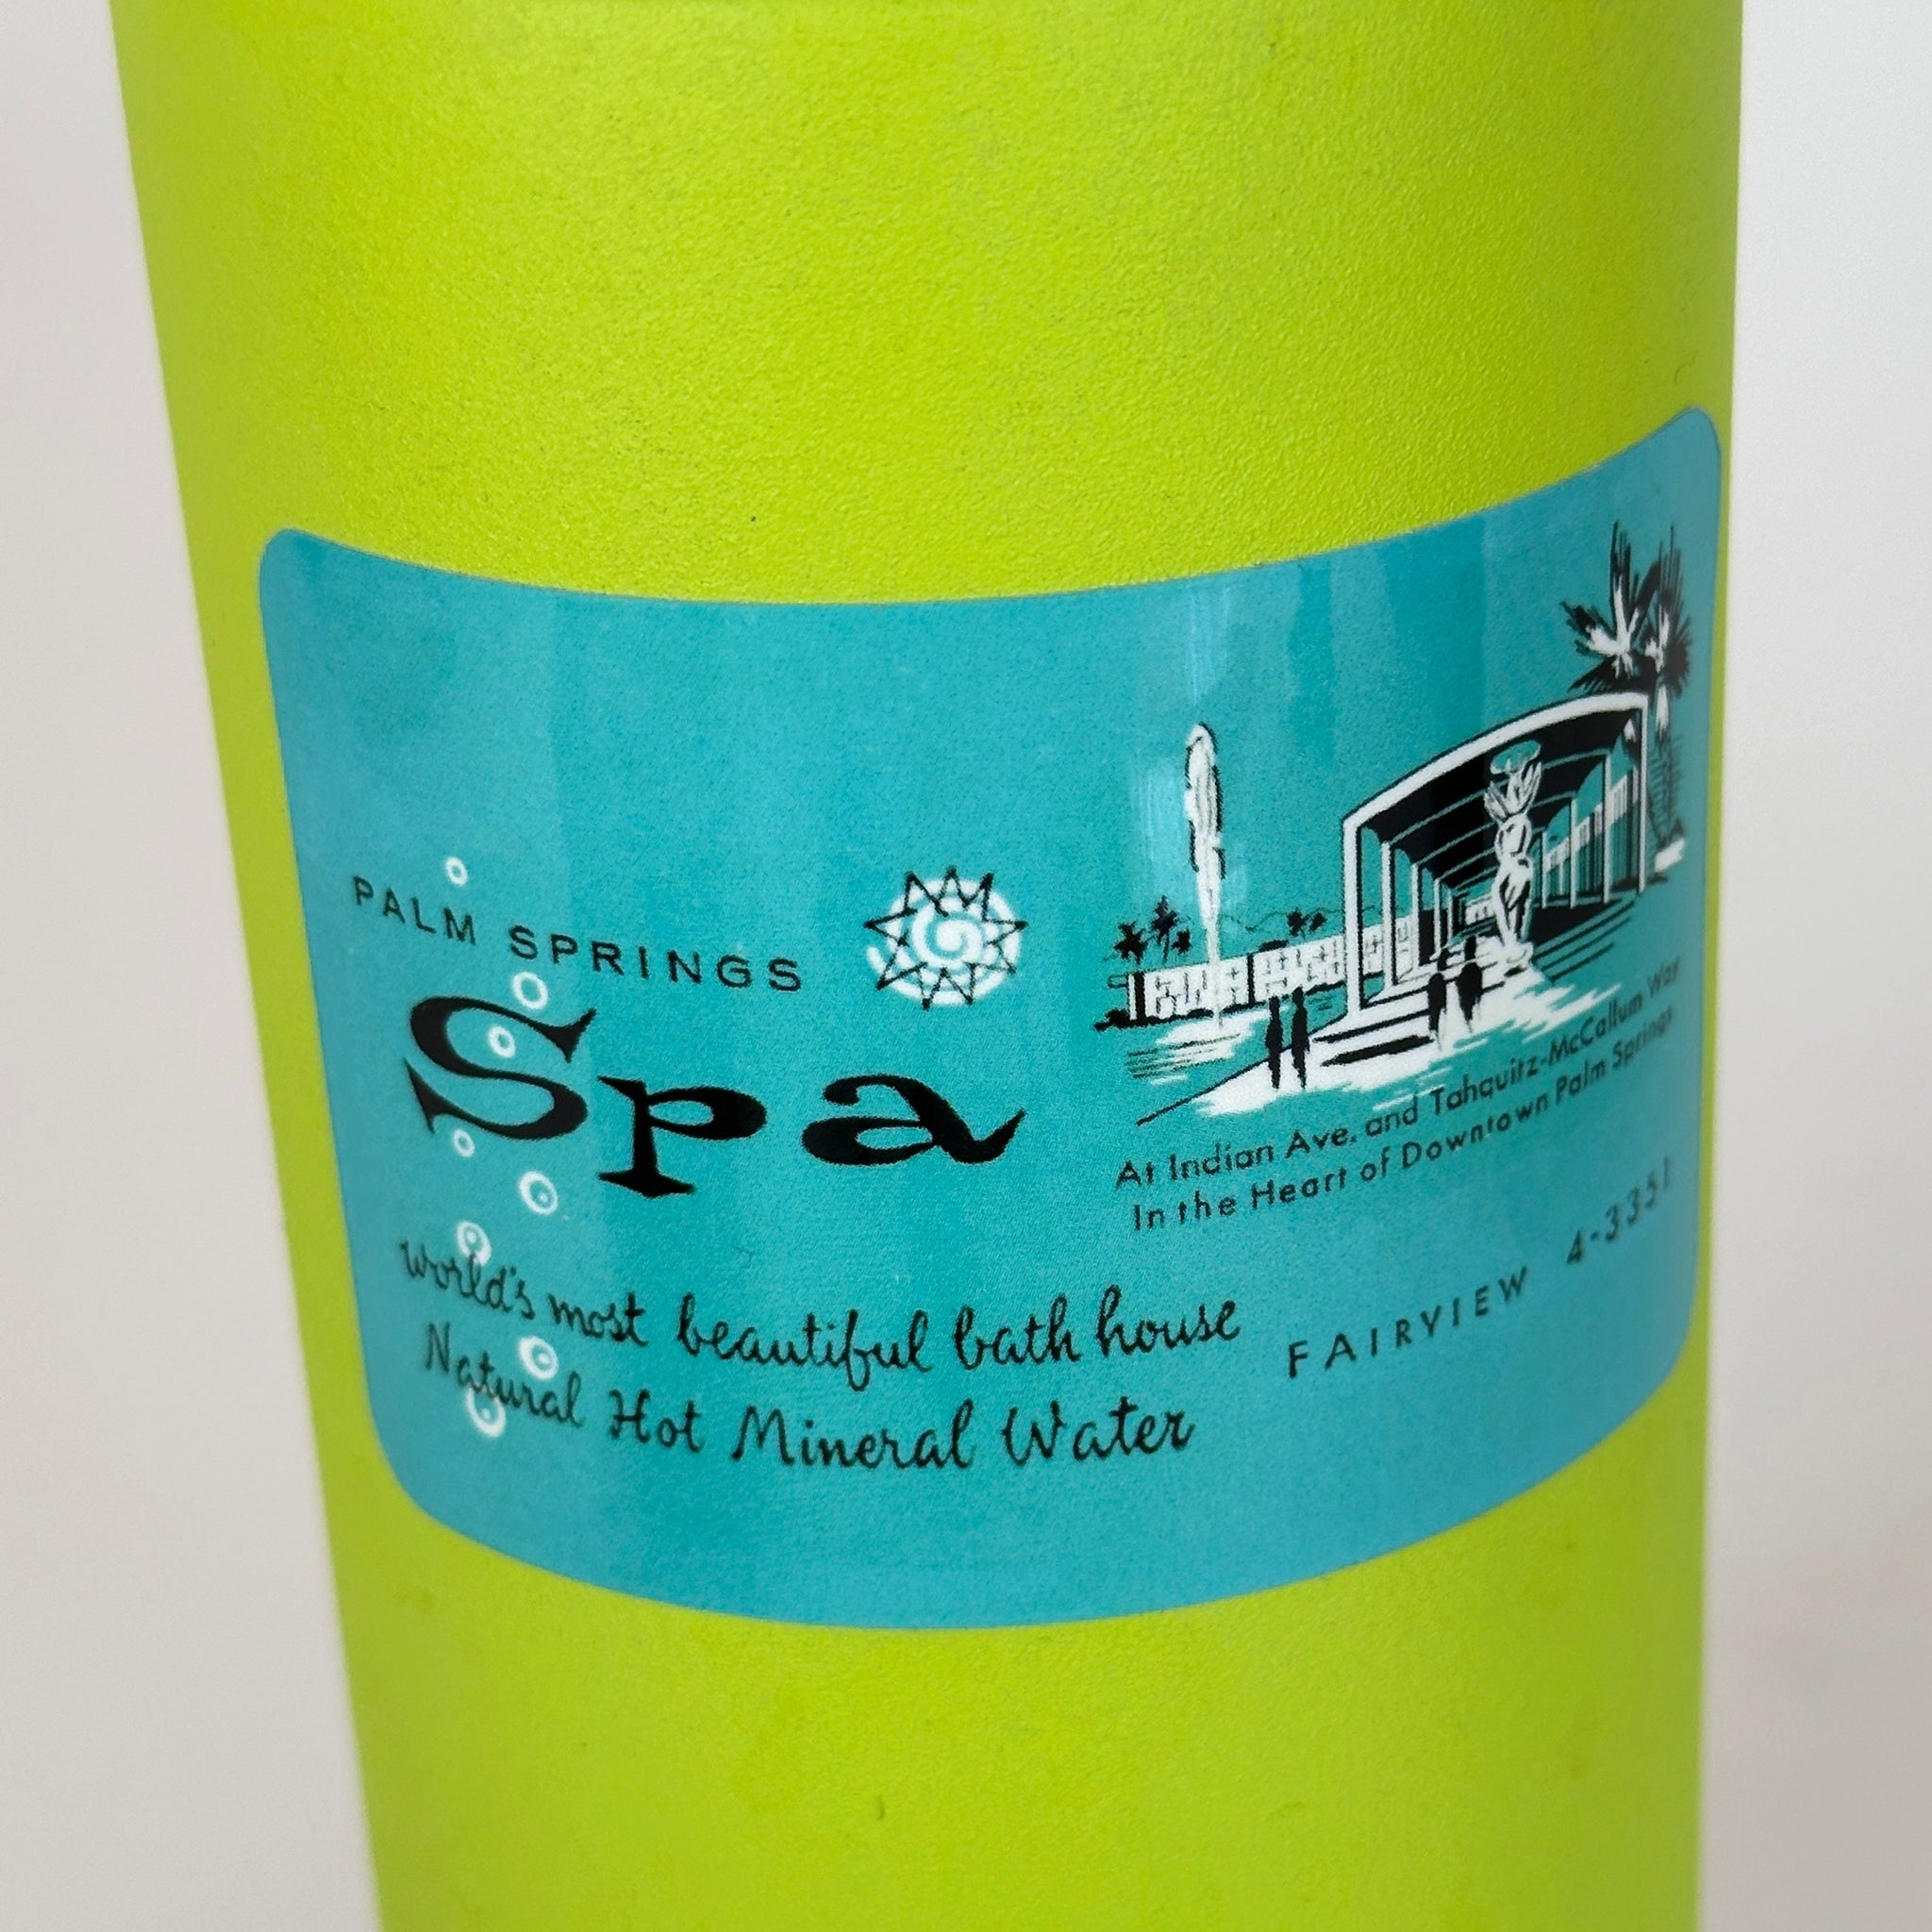 PALM SPRINGS
Spa
world's most beautiful bath house
Natural Hot Mineral Water
At Indian Ave. and Tahquitz-McCallum Way
In the Heart of Downtown Palm Springs
FAIRVIEW 4-3351